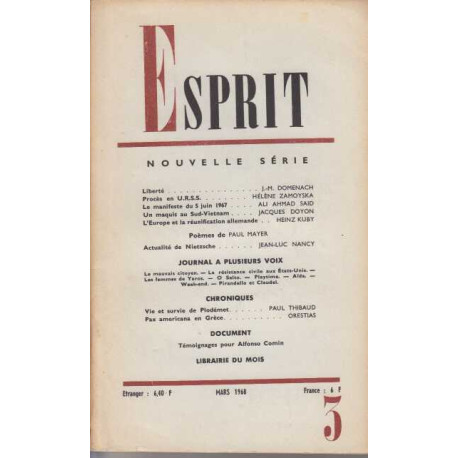 ESPRIT
NOUVELLE SÉRIE
Liberté . . . . . . . . . . . . . . . . J.-M. DOMENACH
Procès en U.R.S.S. . . . . . . . . HÉLÈNE ZAMOYSKA
Le manifeste du 5 juin 1967 . . . . ALI AHMAD SAID
Un maquis au Sud-Vietnam . . . . JACQUES DOYON
L'Europe et la réunification allemande . . HEINZ KUBY
Poèmes de PAUL MAYER
Actualité de Nietzsche . . . . . . JEAN-LUC NANCY
JOURNAL A PLUSIEURS VOIX
Le mauvais citoyen. — La résistance civile aux États-Unis. —
Les femmes de Yerco. — O Salto. — Playtime. — Alda. —
Week-end. — Pirandello et Claudel.
CHRONIQUES
Vie et survie de Plodémet . . . . . . PAUL THIBAUD
Pax americana en Grèce . . . . . . . . . ORESTIAS
DOCUMENT
Témoignages pour Alfonso Comin
LIBRAIRIE DU MOIS
Etranger : 6,40 F MARS 1968 France : 6 F
3